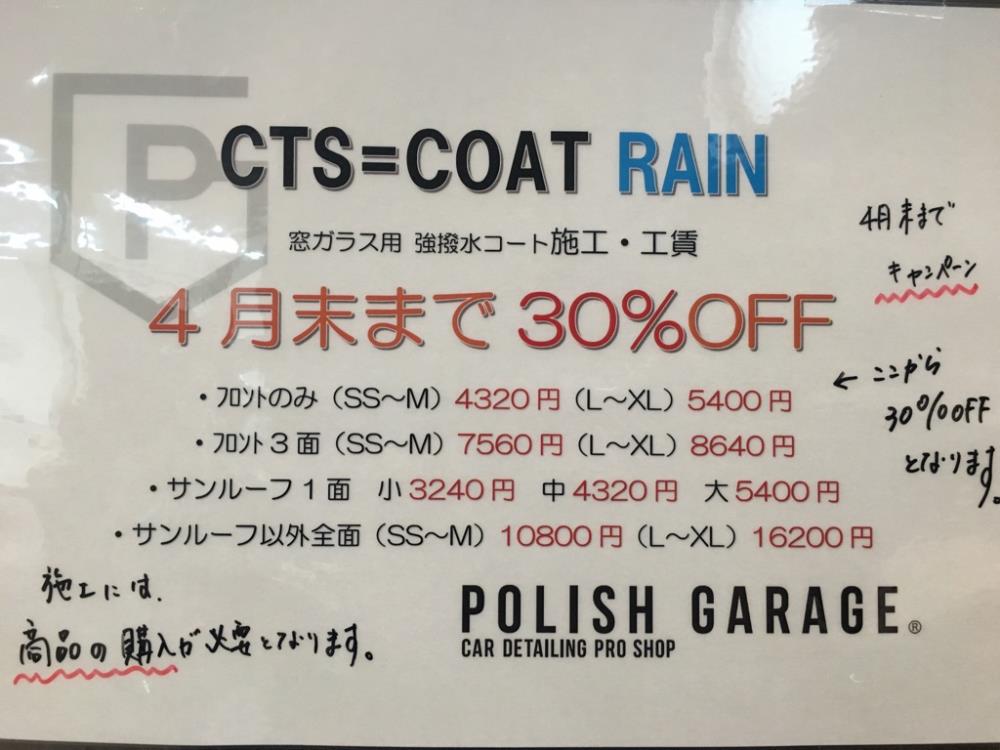 P
CTS=COAT RAIN
窓ガラス用 強撥水コート施工・工賃
４月末まで 30%OFF
4月末まで
キャンペーン
・ﾌﾛﾝﾄのみ（SS～M）4320円（L～XL）5400円
・ﾌﾛﾝﾄ３面（SS～M）7560円（L～XL）8640円
・サンルーフ１面　小3240円　中4320円　大5400円
・サンルーフ以外全面（SS～M）10800円（L～XL）16200円
← ここから
30%OFF
となります。
施工には、
商品の購入が必要となります。
POLISH GARAGE®
CAR DETAILING PRO SHOP